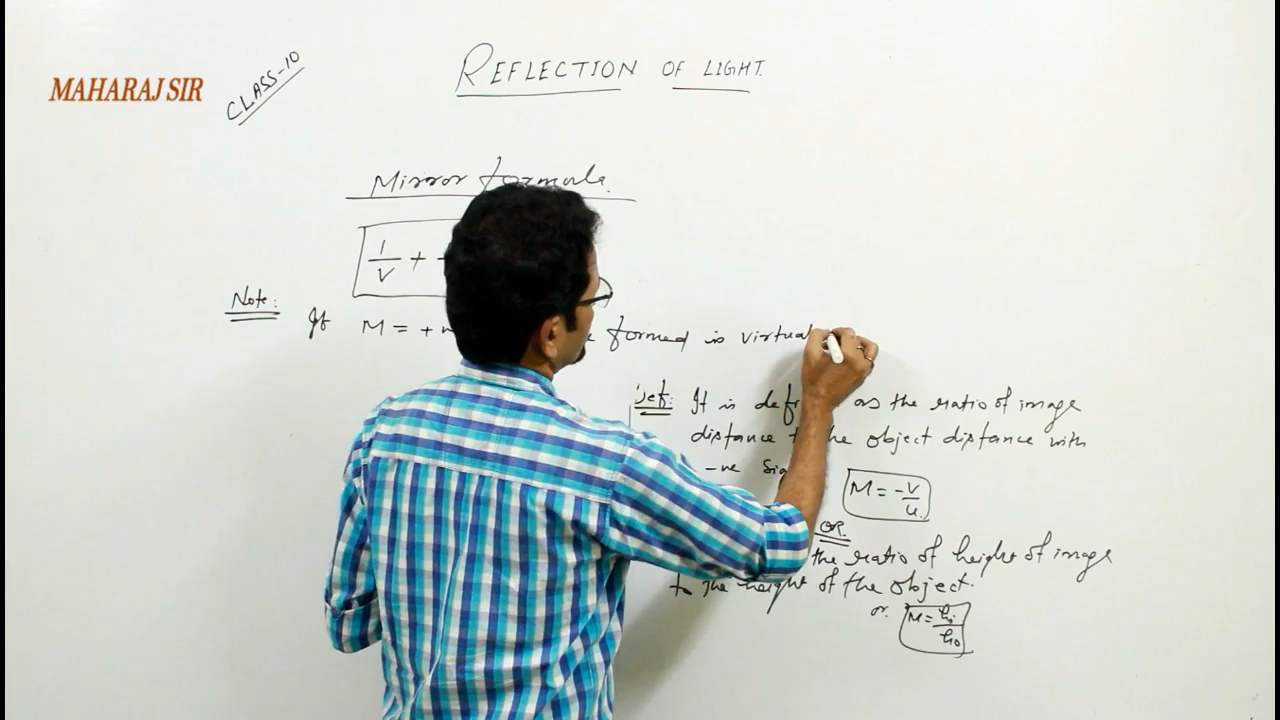 MAHARAJ SIR
CLASS-10
REFLECTION OF LIGHT.
Mirror formula.
1/v +
Note: If M = + formed is virtual
Def: It is as the ratio of image
distance the object distance with
-ve
M = -v/u.
OR.
the ratio of height of image
to the height of the object.
or. M = hi/ho